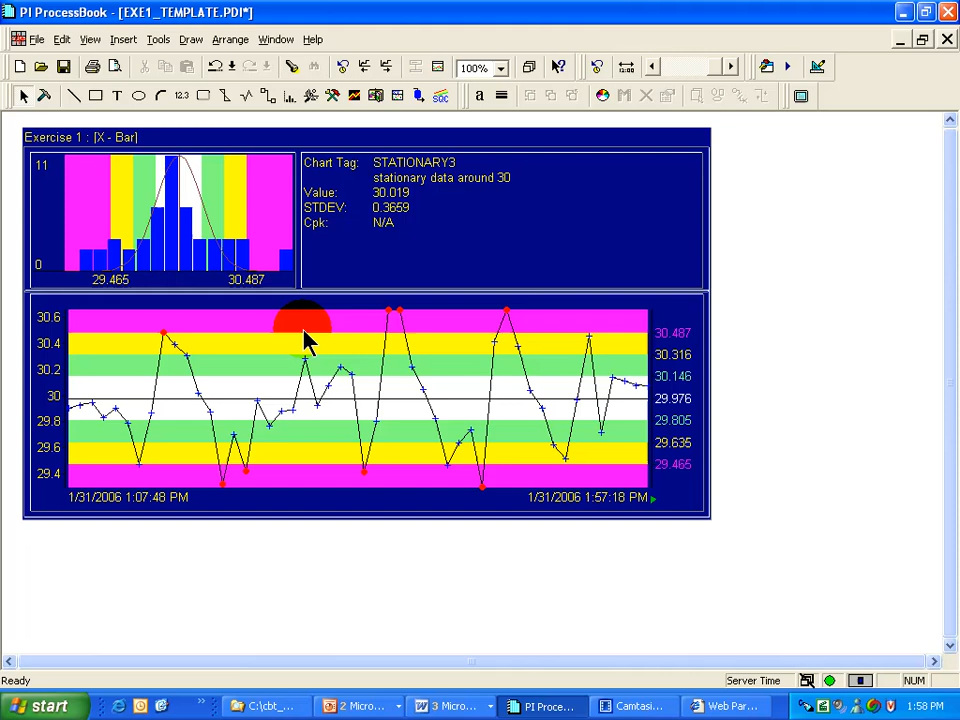 PI ProcessBook - [EXE1_TEMPLATE.PDI*]
File Edit View Insert Tools Draw Arrange Window Help
100%
T 12.3 SQC a
Exercise 1 : [X - Bar]
11
0
29.465 30.487
Chart Tag: STATIONARY3
stationary data around 30
Value: 30.019
STDEV: 0.3659
Cpk: N/A
30.6
30.4
30.2
30
29.8
29.6
29.4
30.487
30.316
30.146
29.976
29.805
29.635
29.465
1/31/2006 1:07:48 PM 1/31/2006 1:57:18 PM
Ready Server Time NUM
start C:\cbt_... 2 Micro... 3 Micro... PI Proce... Camtasi... Web Par... 1:58 PM